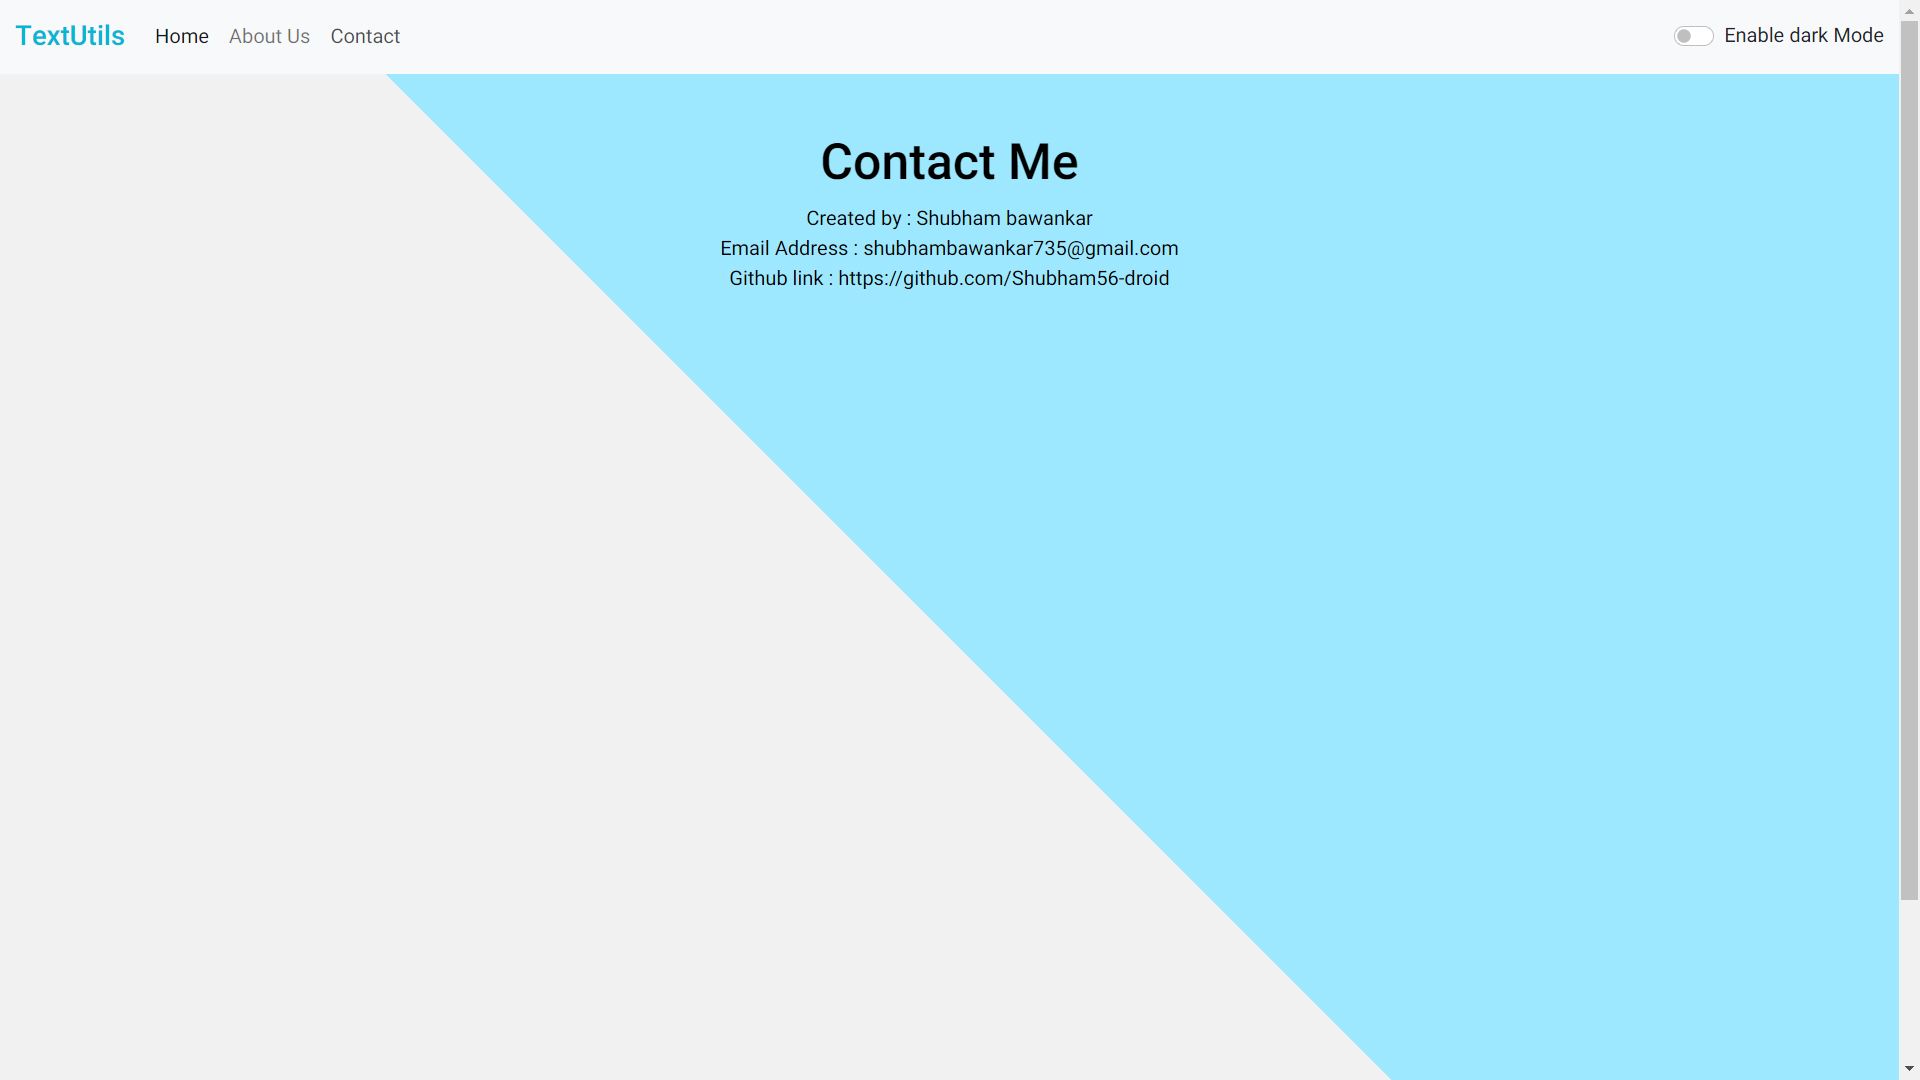 TextUtils Home About Us Contact Enable dark Mode
Contact Me
Created by : Shubham bawankar
Email Address : shubhambawankar735@gmail.com
Github link : https://github.com/Shubham56-droid